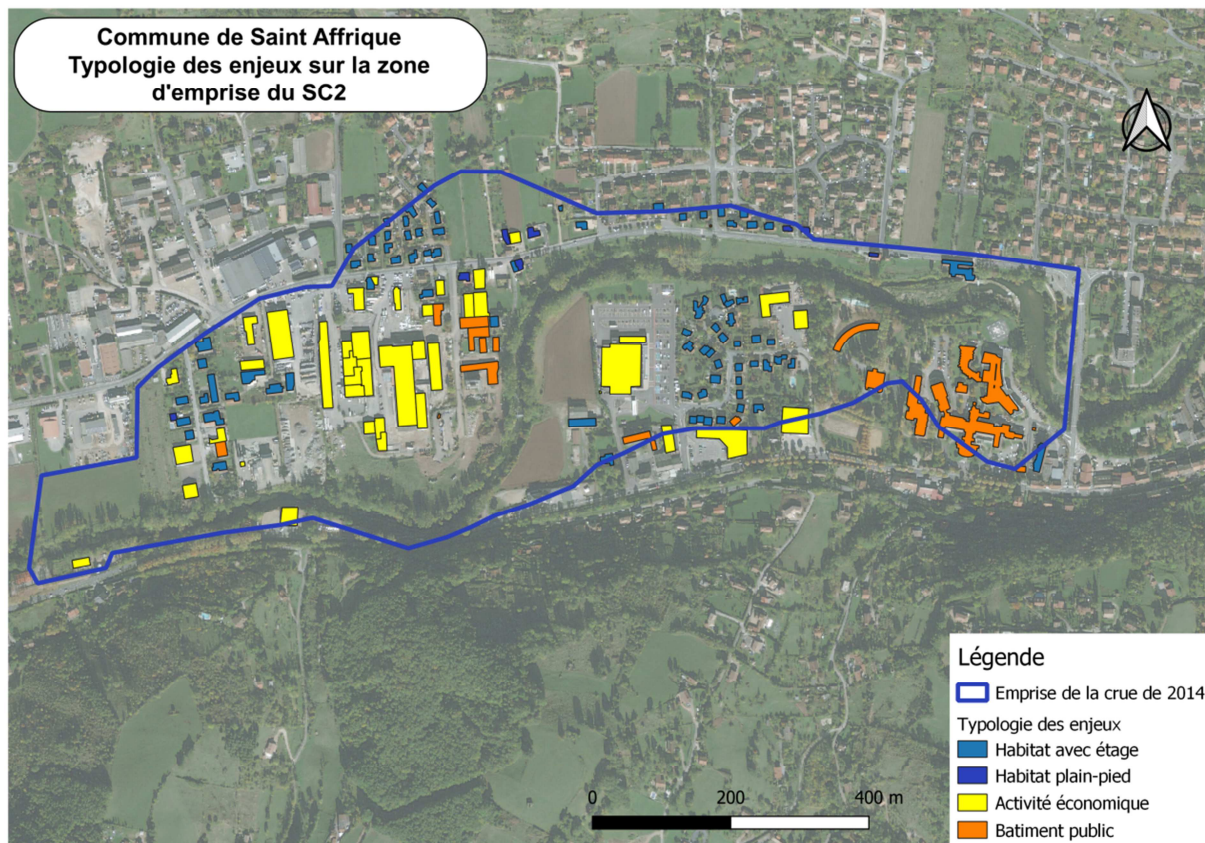 Commune de Saint Affrique
Typologie des enjeux sur la zone
d'emprise du SC2
Légende
Emprise de la crue de 2014
Typologie des enjeux
Habitat avec étage
Habitat plain-pied
Activité économique
Batiment public
0 200 400 m